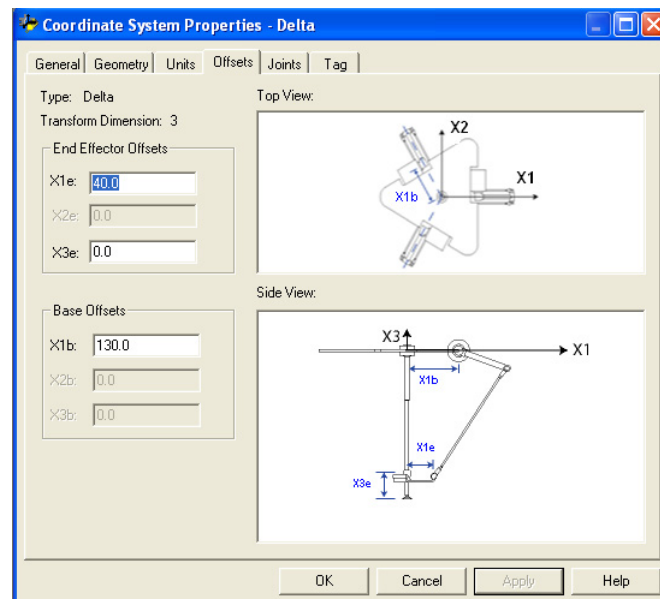 Coordinate System Properties - Delta
General Geometry Units Offsets Joints Tag
Type: Delta
Transform Dimension: 3
End Effector Offsets
X1e: 40.0
X2e: 0.0
X3e: 0.0
Base Offsets
X1b: 130.0
X2b: 0.0
X3b: 0.0
Top View:
X2
X1
X1b
Side View:
X3
X1
X1b
X1e
X3e
OK Cancel Apply Help